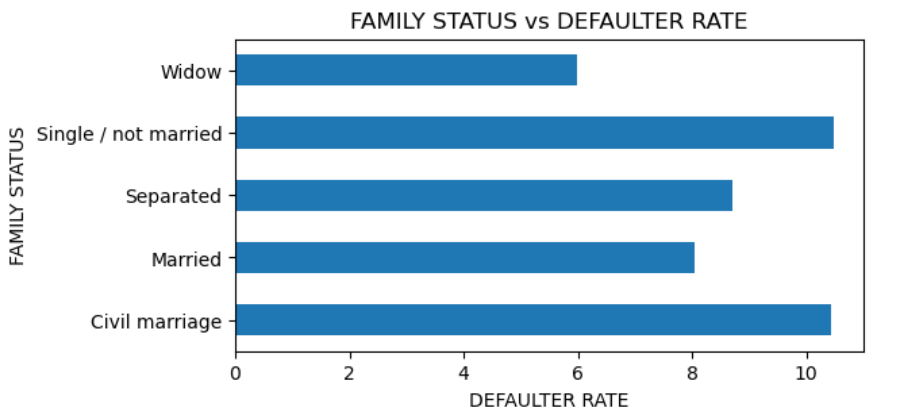 FAMILY STATUS vs DEFAULTER RATE
Widow
Single / not married
Separated
Married
Civil marriage
FAMILY STATUS
0 2 4 6 8 10
DEFAULTER RATE